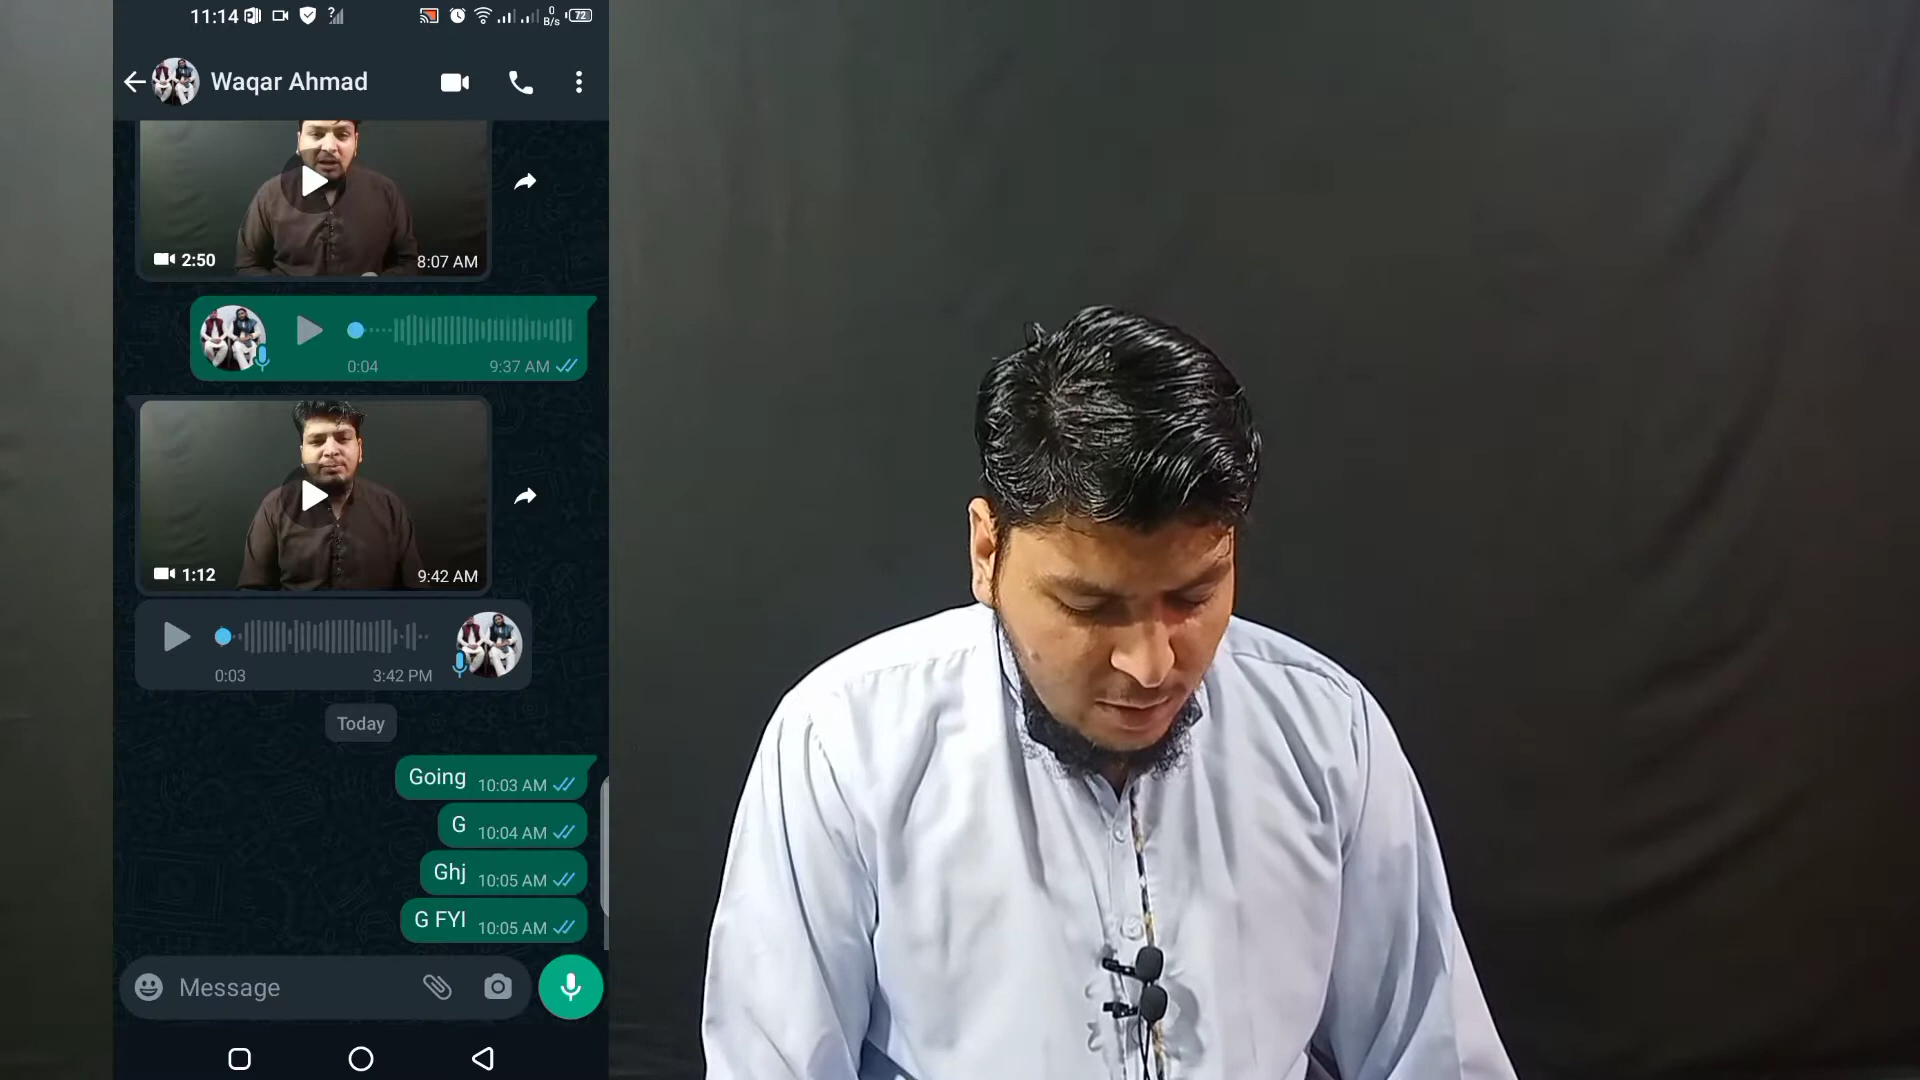 11:14 ? 0 B/s 72
Waqar Ahmad
2:50 8:07 AM
0:04 9:37 AM
1:12 9:42 AM
0:03 3:42 PM
Today
Going 10:03 AM
G 10:04 AM
Ghj 10:05 AM
G FYI 10:05 AM
Message